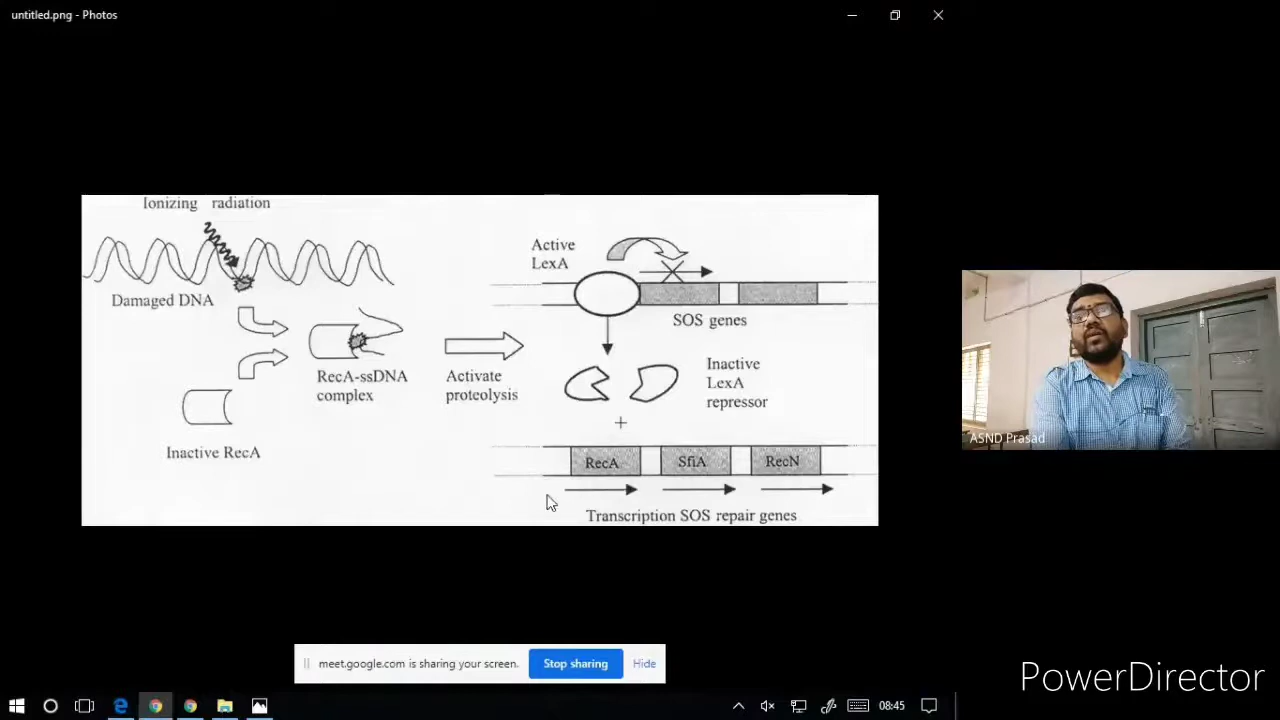 untitled.png - Photos
Ionizing radiation
Damaged DNA
Inactive RecA
RecA-ssDNA
complex
Activate
proteolysis
Active
LexA
SOS genes
Inactive
LexA
repressor
+
RecA
SfiA
RecN
Transcription SOS repair genes
ASND Prasad
meet.google.com is sharing your screen.
Stop sharing
Hide
08:45
PowerDirector